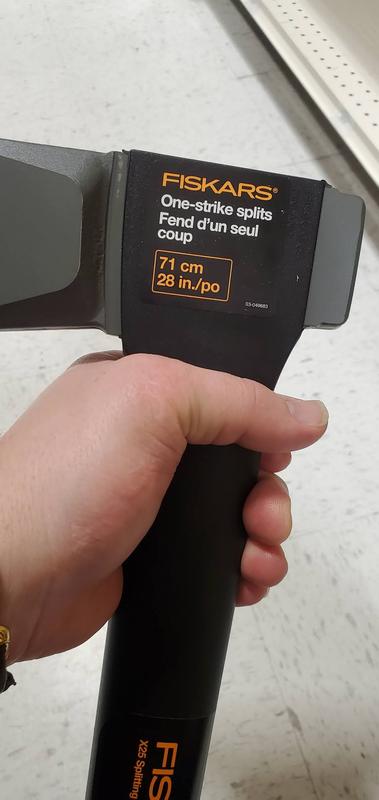 FISKARS®
One-strike splits
Fend d'un seul
coup
71 cm
28 in./po
FIS
X25 Splitting